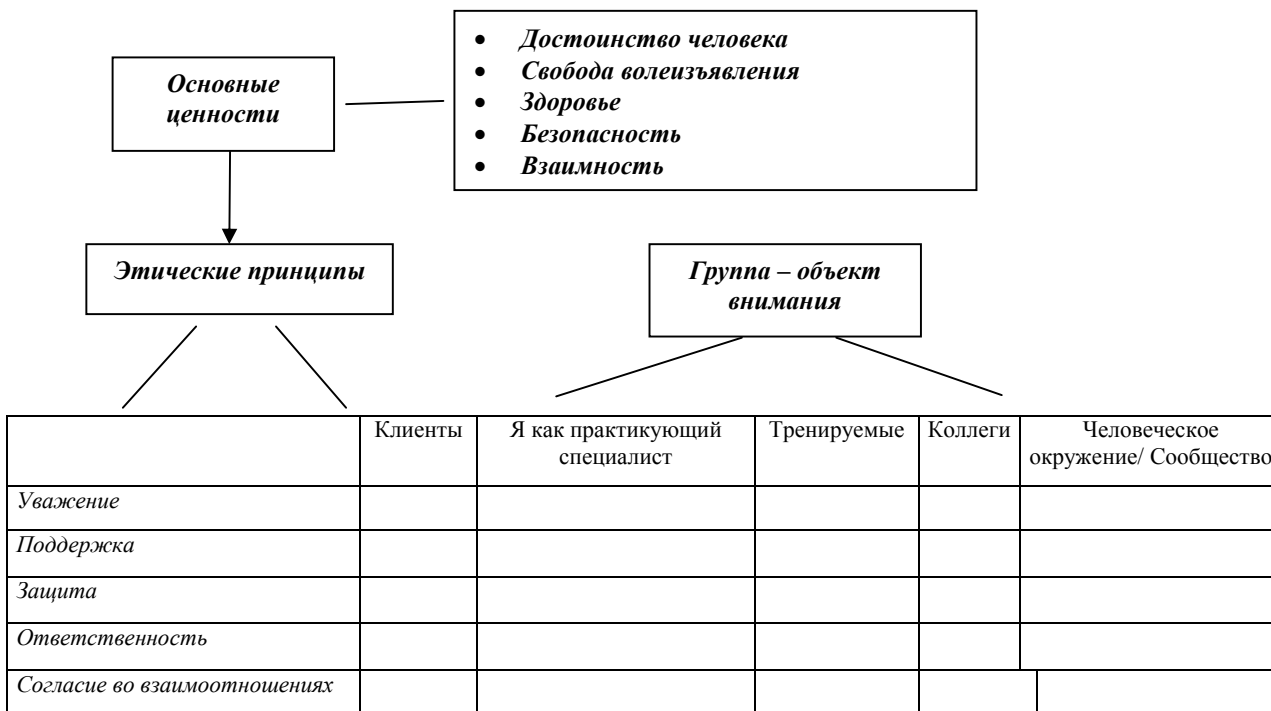 Основные
ценности
• Достоинство человека
• Свобода волеизъявления
• Здоровье
• Безопасность
• Взаимность
Этические принципы
Группа – объект
внимания
Клиенты
Я как практикующий
специалист
Тренируемые
Коллеги
Человеческое
окружение/ Сообщество
Уважение
Поддержка
Защита
Ответственность
Согласие во взаимоотношениях